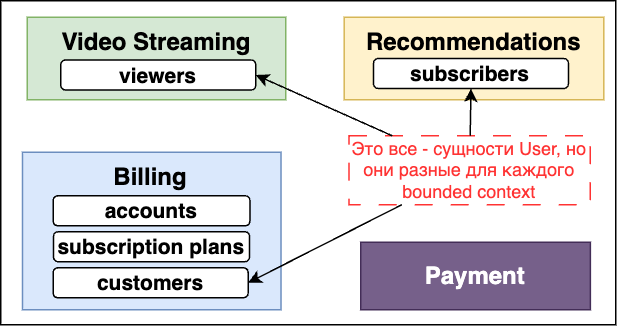 Video Streaming
viewers
Recommendations
subscribers
Это все - сущности User, но
они разные для каждого
bounded context
Billing
accounts
subscription plans
customers
Payment